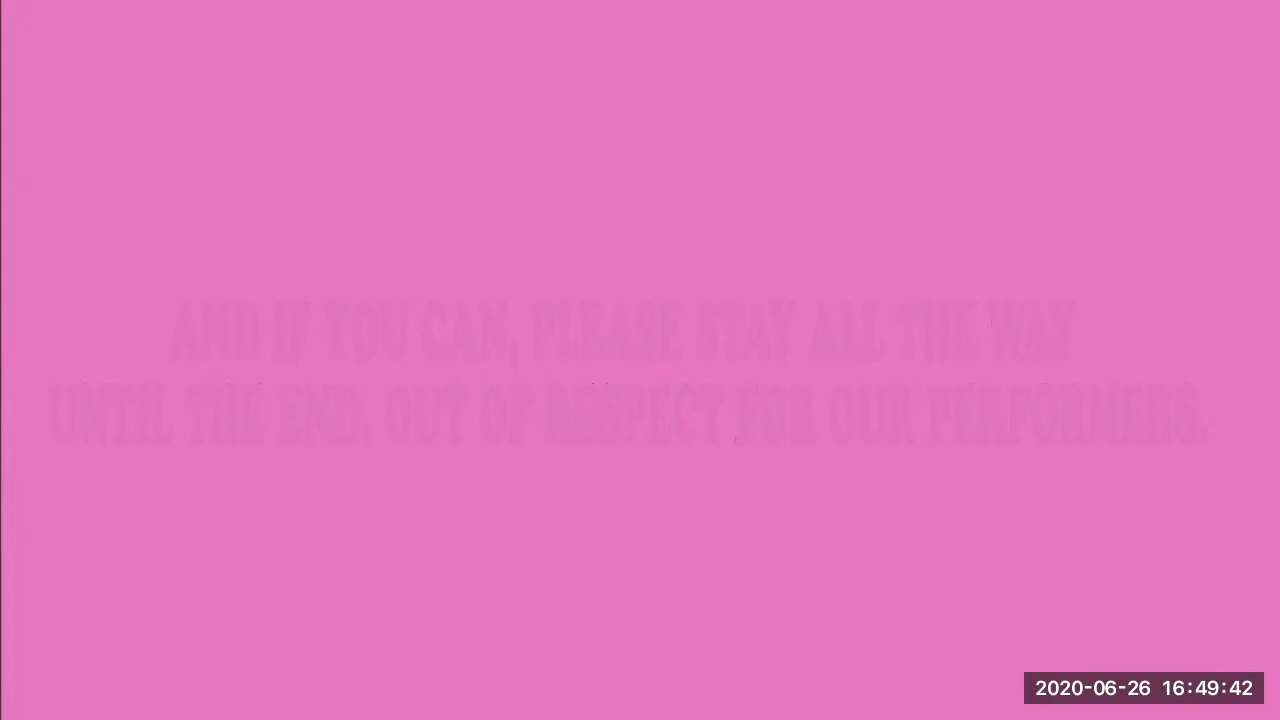 AND IF YOU CAN, PLEASE STAY ALL THE WAY
UNTIL THE END. OUT OF RESPECT FOR OUR PERFORMERS.
2020-06-26 16:49:42